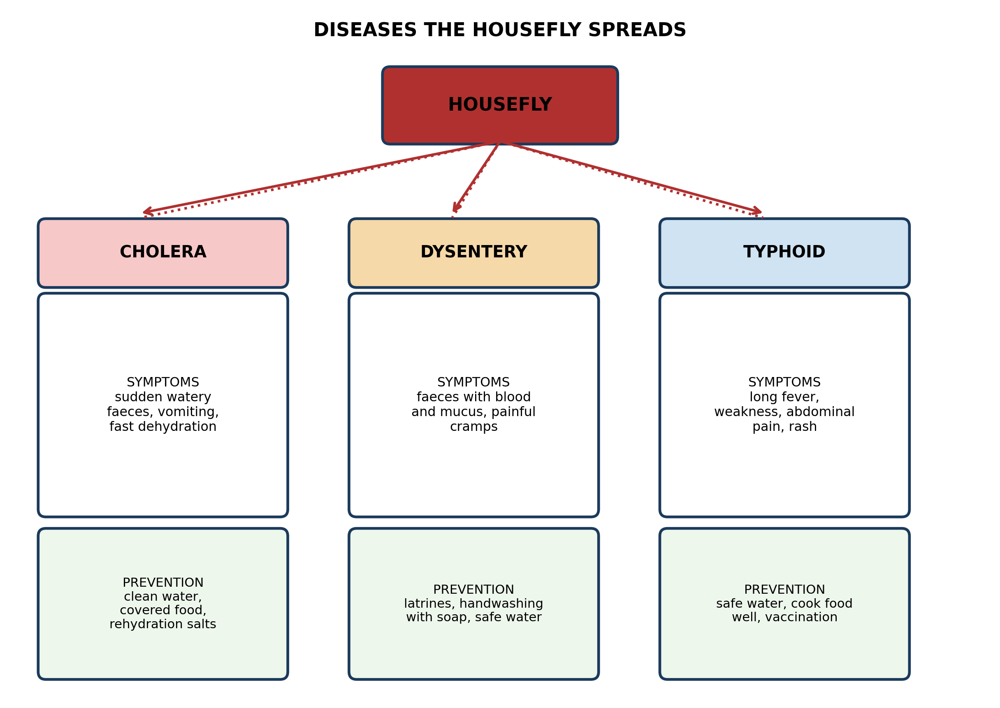 DISEASES THE HOUSEFLY SPREADS
HOUSEFLY
CHOLERA
SYMPTOMS
sudden watery
faeces, vomiting,
fast dehydration
PREVENTION
clean water,
covered food,
rehydration salts
DYSENTERY
SYMPTOMS
faeces with blood
and mucus, painful
cramps
PREVENTION
latrines, handwashing
with soap, safe water
TYPHOID
SYMPTOMS
long fever,
weakness, abdominal
pain, rash
PREVENTION
safe water, cook food
well, vaccination